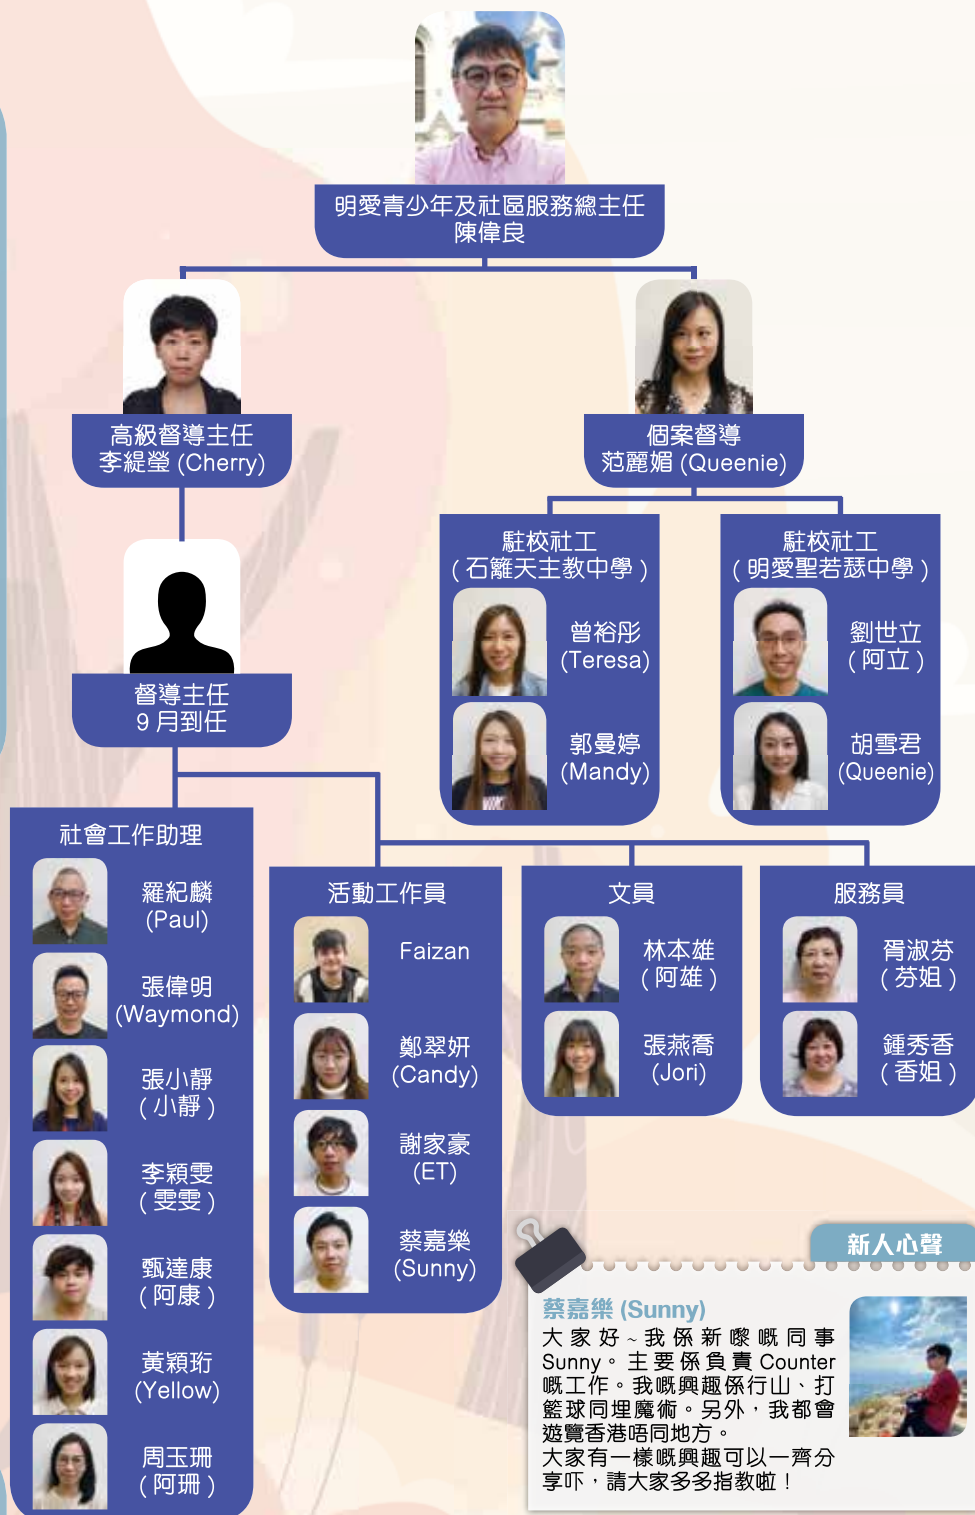 明愛青少年及社區服務總主任
陳偉良
高級督導主任
李緹瑩 (Cherry)
個案督導
范麗媚 (Queenie)
督導主任
9 月到任
駐校社工
( 石籬天主教中學 )
曾裕彤
(Teresa)
郭曼婷
(Mandy)
駐校社工
( 明愛聖若瑟中學 )
劉世立
( 阿立 )
胡雪君
(Queenie)
社會工作助理
羅紀麟
(Paul)
張偉明
(Waymond)
張小靜
( 小靜 )
李穎雯
( 雯雯 )
甄達康
( 阿康 )
黃穎珩
(Yellow)
周玉珊
( 阿珊 )
活動工作員
Faizan
鄭翠妍
(Candy)
謝家豪
(ET)
蔡嘉樂
(Sunny)
文員
林本雄
( 阿雄 )
張燕喬
(Jori)
服務員
胥淑芬
( 芬姐 )
鍾秀香
( 香姐 )
新人心聲
蔡嘉樂 (Sunny)
大家好~我係新嚟嘅同事
Sunny。主要係負責 Counter
嘅工作。我嘅興趣係行山、打
籃球同埋魔術。另外，我都會
遊覽香港唔同地方。
大家有一樣嘅興趣可以一齊分
享吓，請大家多多指教啦！